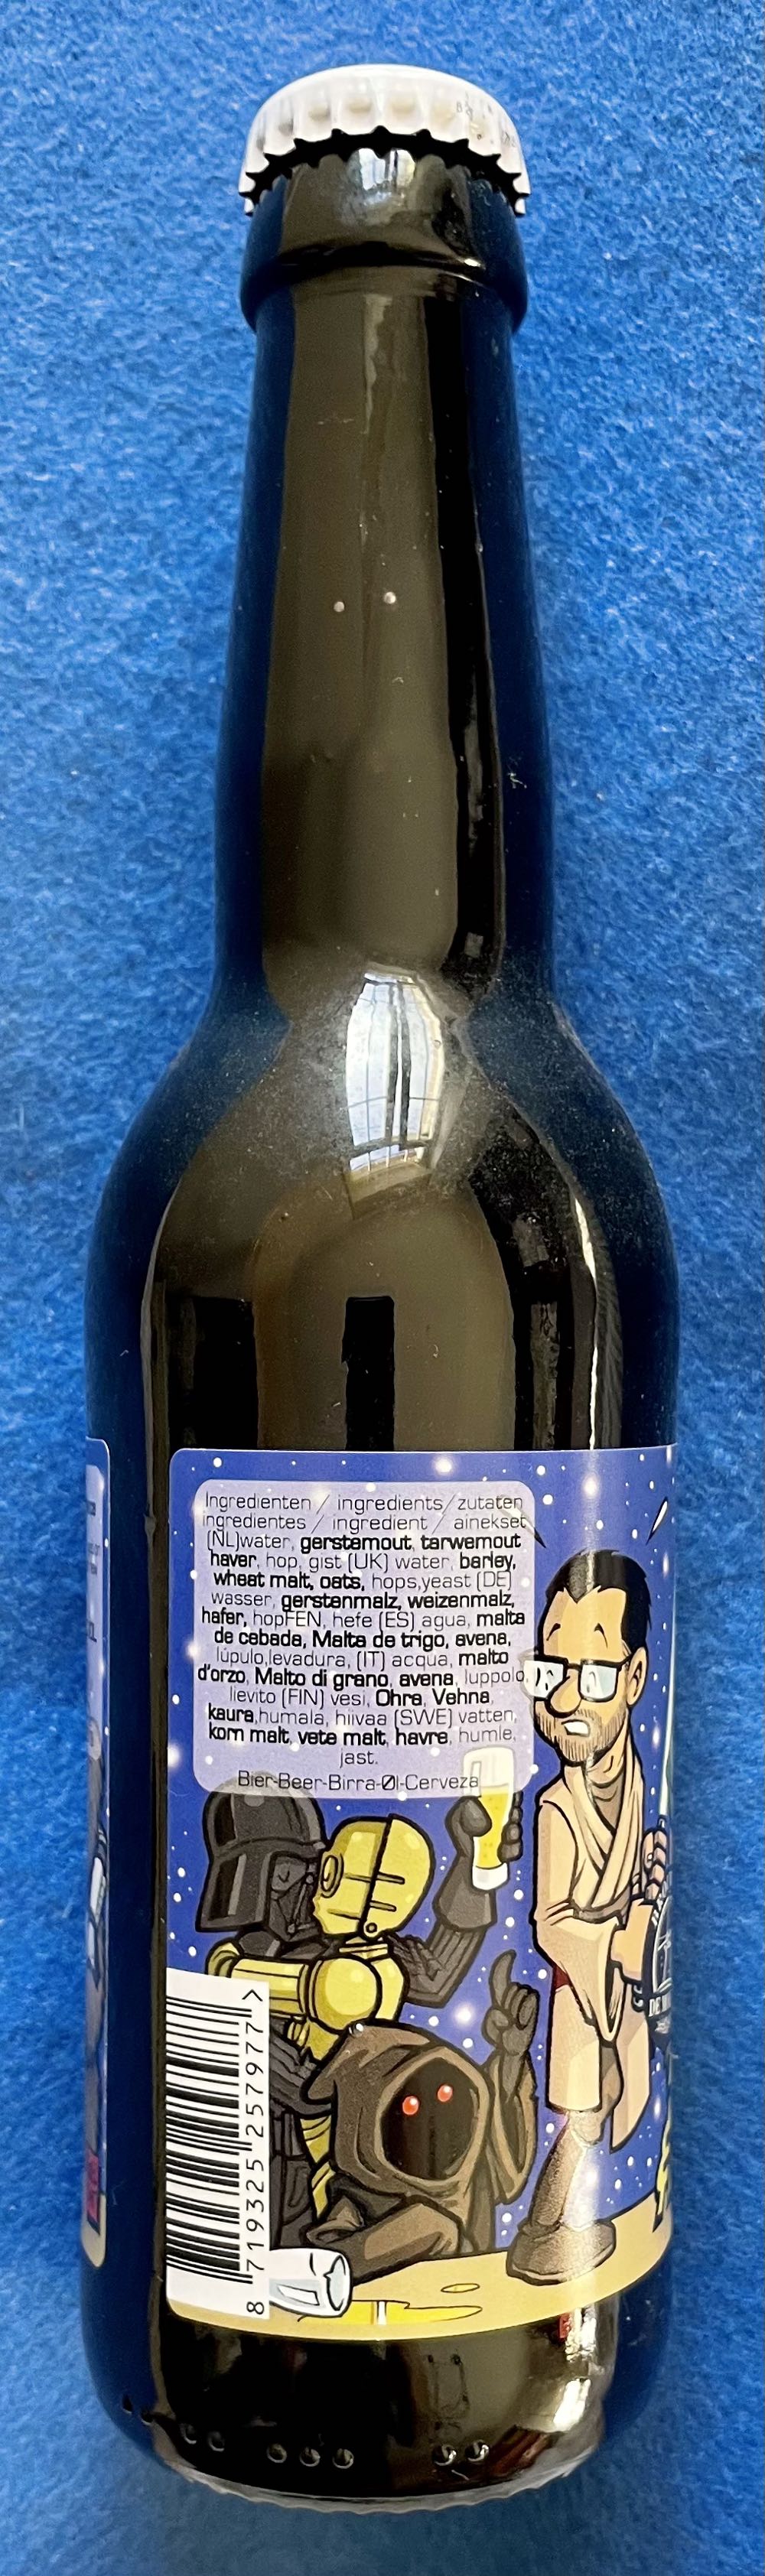 Ingredienten / ingredients/zutaten
ingredientes / ingredient / ainekset
(NL)water, gerstemout, tarwemout
haver, hop, gist (UK) water, barley,
wheat malt, oats, hops,yeast (DE)
wasser, gerstenmalz, weizenmalz,
hafer, hopFEN, hefe (ES) agua, malta
de cebada, Malta de trigo, avena,
lúpulo,levadura, (IT) acqua, malto
d'orzo, Malto di grano, avena, luppolo,
lievito (FIN) vesi, Ohra, Vehna,
kaura,humala, hiivaa (SWE) vatten,
korn malt, vete malt, havre, humle,
jast.
Bier-Beer-Birra-Øl-Cerveza
8 719325 257977 >